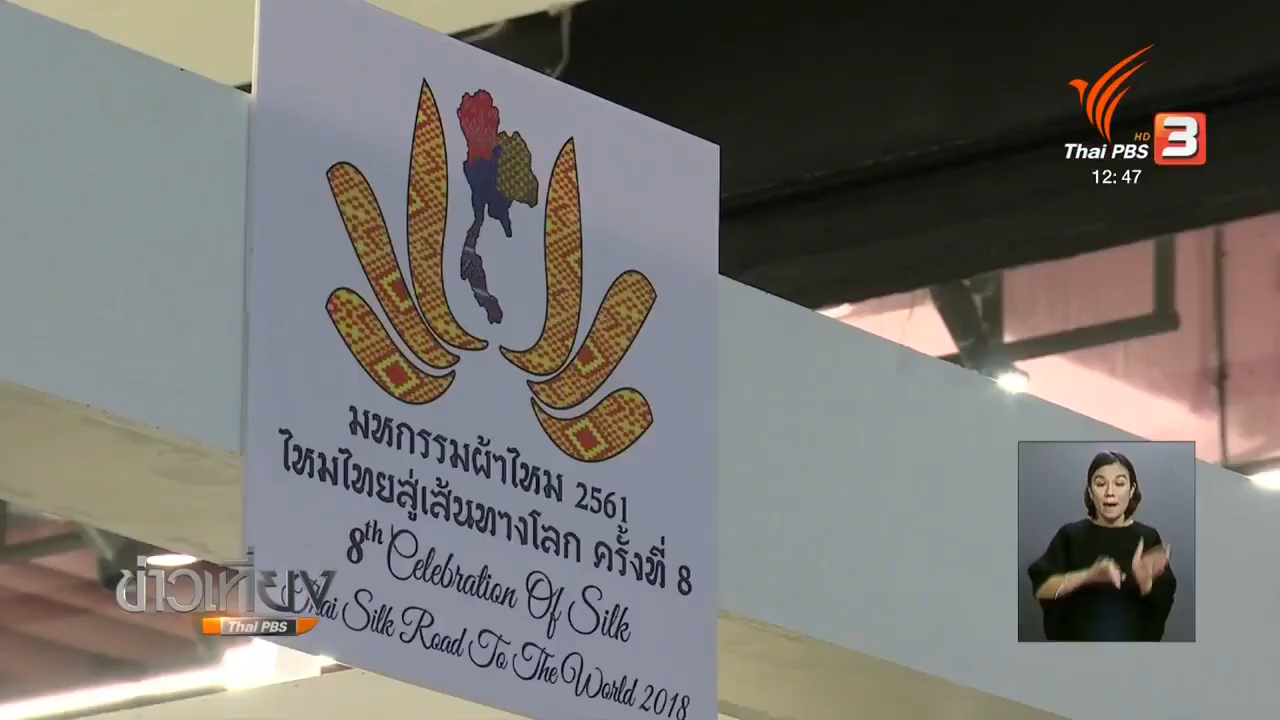 มหกรรมผ้าไหม 2561
ไหมไทยสู่เส้นทางโลก ครั้งที่ 8
8th Celebration Of Silk
Thai Silk Road To The World 2018
HD
Thai PBS 3
12:47
ข่าวเที่ยง
Thai PBS